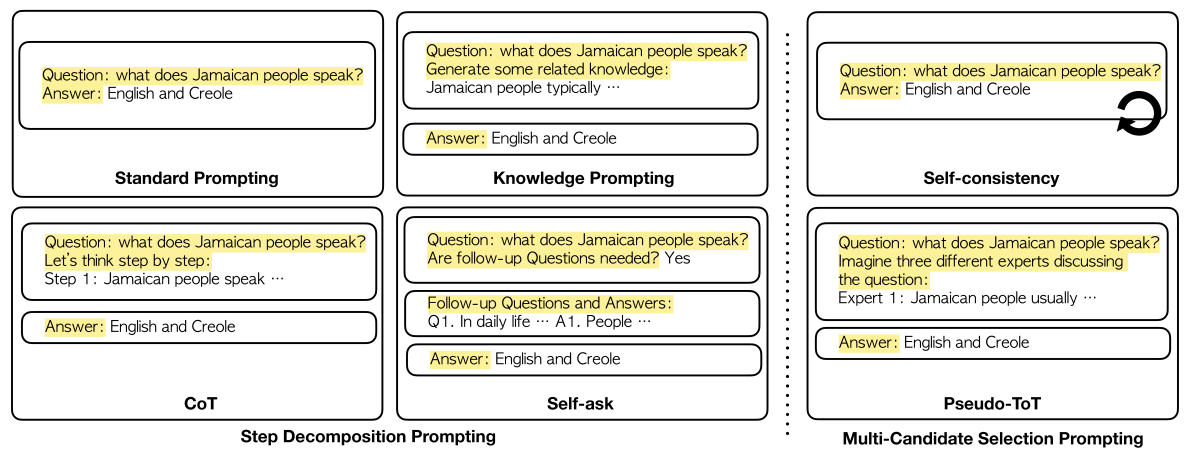 Question: what does Jamaican people speak?
Answer: English and Creole
Standard Prompting
Question: what does Jamaican people speak?
Generate some related knowledge:
Jamaican people typically ⋯
Answer: English and Creole
Knowledge Prompting
Question: what does Jamaican people speak?
Answer: English and Creole
Self-consistency
Question: what does Jamaican people speak?
Let's think step by step:
Step 1: Jamaican people speak ⋯
Answer: English and Creole
CoT
Question: what does Jamaican people speak?
Are follow-up Questions needed? Yes
Follow-up Questions and Answers:
Q1. In daily life ⋯ A1. People ⋯
Answer: English and Creole
Self-ask
Question: what does Jamaican people speak?
Imagine three different experts discussing
the question:
Expert 1: Jamaican people usually ⋯
Answer: English and Creole
Pseudo-ToT
Step Decomposition Prompting
Multi-Candidate Selection Prompting